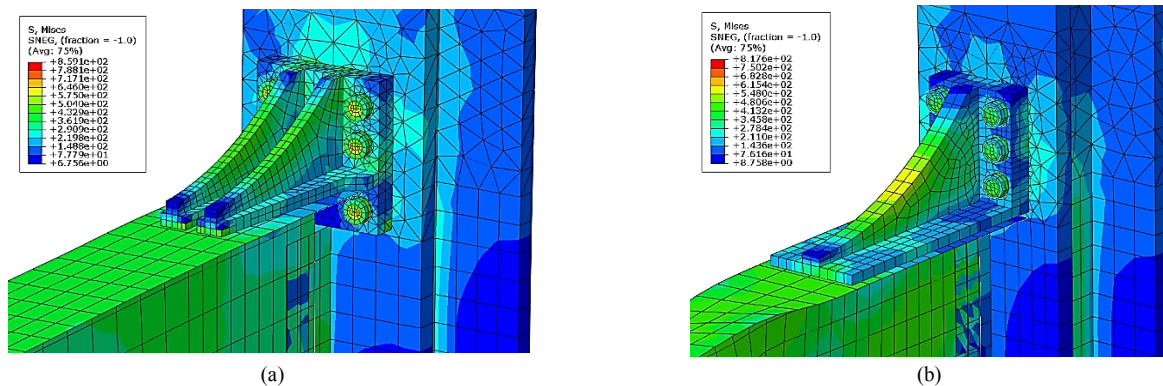 S, Mises
SNEG, (fraction = -1.0)
(Avg: 75%)
+8.591e+02
+7.881e+02
+7.171e+02
+6.460e+02
+5.750e+02
+5.040e+02
+4.329e+02
+3.619e+02
+2.909e+02
+2.198e+02
+1.488e+02
+7.779e+01
+6.756e+00
(a)
S, Mises
SNEG, (fraction = -1.0)
(Avg: 75%)
+8.176e+02
+7.502e+02
+6.828e+02
+6.154e+02
+5.480e+02
+4.806e+02
+4.132e+02
+3.458e+02
+2.784e+02
+2.110e+02
+1.436e+02
+7.616e+01
+8.758e+00
(b)